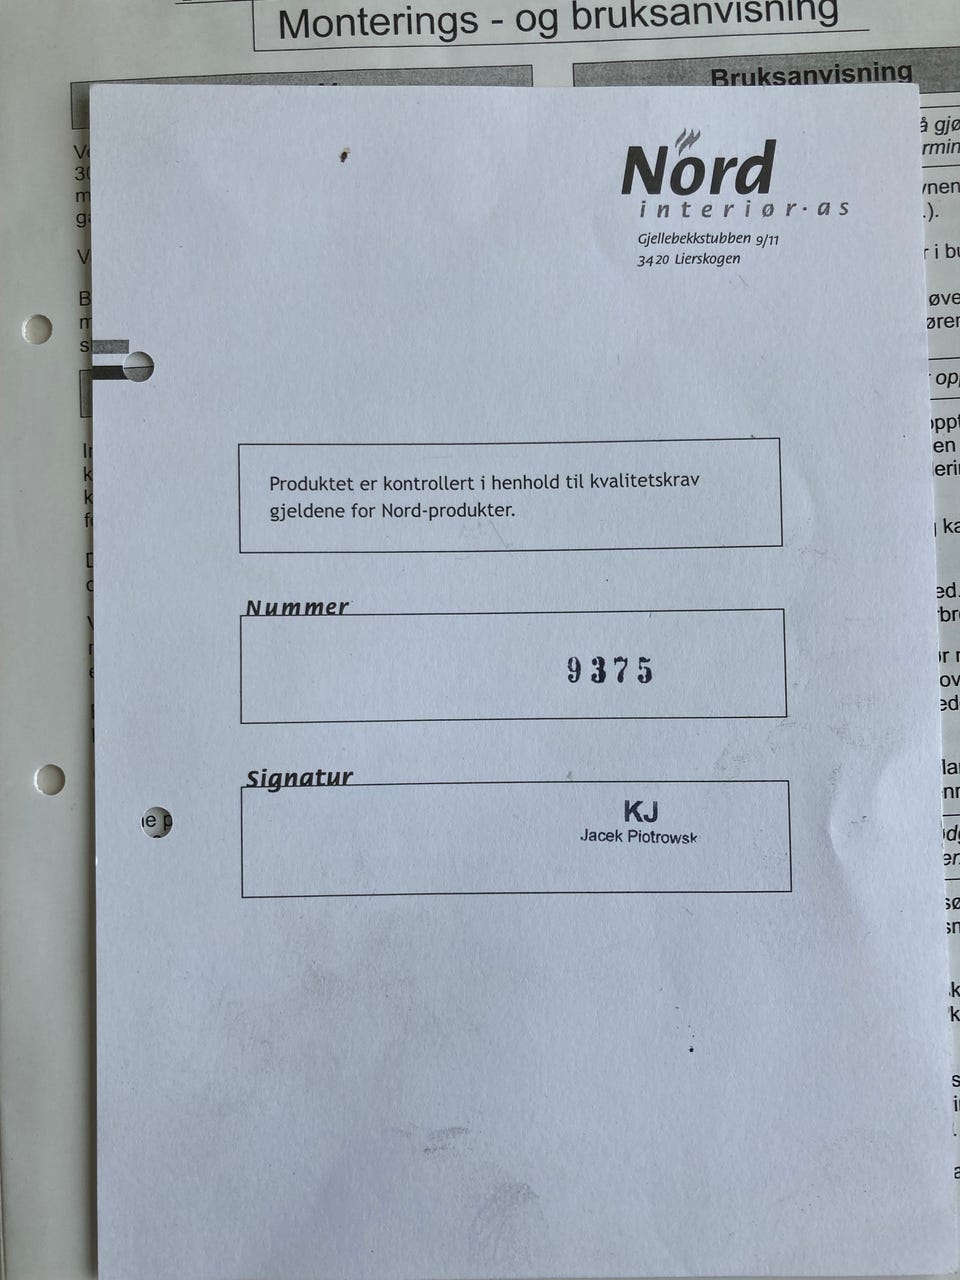 Monterings - og bruksanvisning
Bruksanvisning
Nord
interiør·as
Gjellebekkstubben 9/11
3420 Lierskogen
Produktet er kontrollert i henhold til kvalitetskrav
gjeldene for Nord-produkter.
Nummer
9375
Signatur
KJ
Jacek Piotrowsk